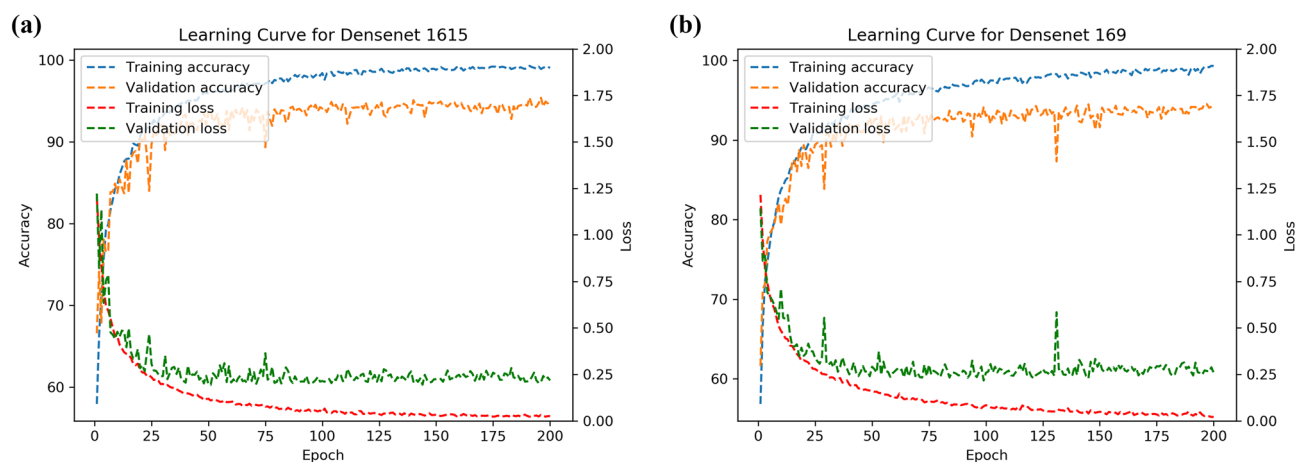 (a)
Learning Curve for Densenet 1615
Training accuracy
Validation accuracy
Training loss
Validation loss
100
90
80
70
60
Accuracy
2.00
1.75
1.50
1.25
1.00
0.75
0.50
0.25
0.00
Loss
0 25 50 75 100 125 150 175 200
Epoch
(b)
Learning Curve for Densenet 169
Training accuracy
Validation accuracy
Training loss
Validation loss
100
90
80
70
60
Accuracy
2.00
1.75
1.50
1.25
1.00
0.75
0.50
0.25
0.00
Loss
0 25 50 75 100 125 150 175 200
Epoch